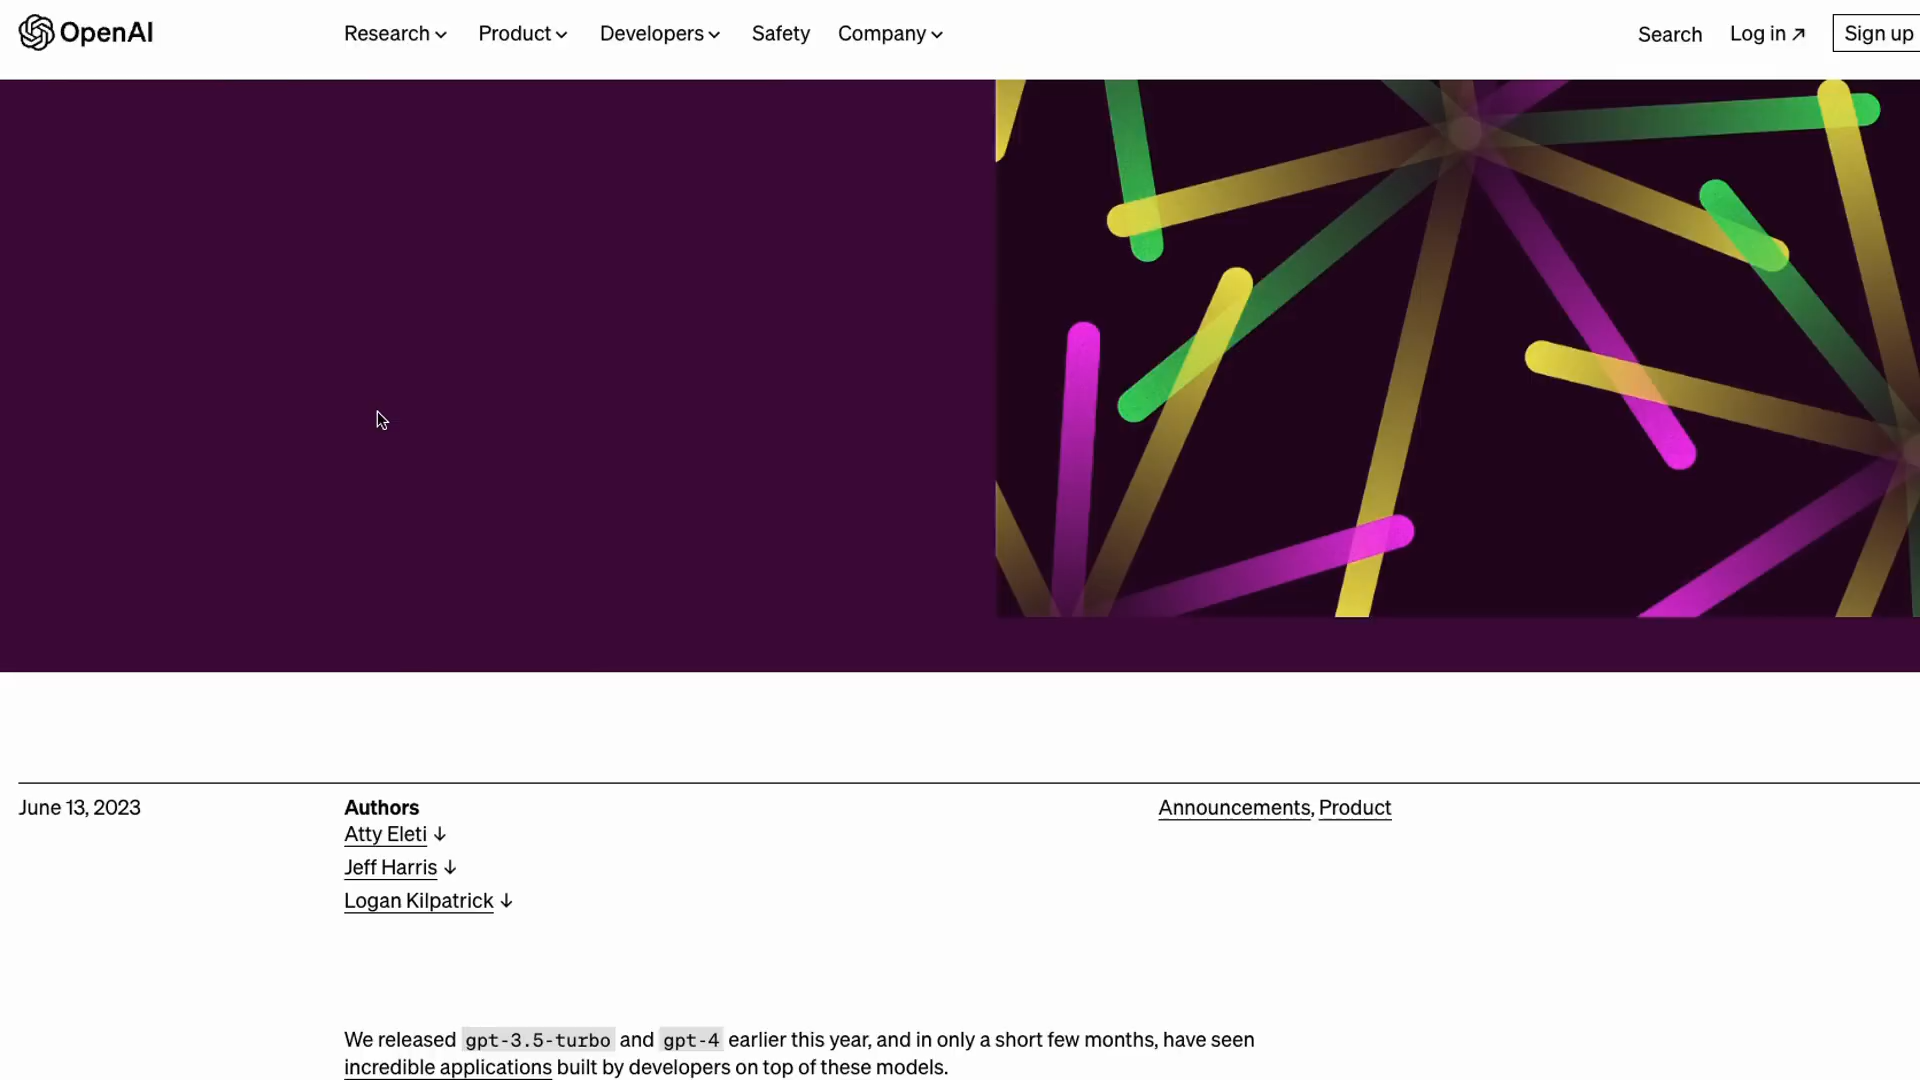 OpenAI
Research Product Developers Safety Company
Search Log in ↗ Sign up
June 13, 2023
Authors
Atty Eleti ↓
Jeff Harris ↓
Logan Kilpatrick ↓
Announcements, Product
We released gpt-3.5-turbo and gpt-4 earlier this year, and in only a short few months, have seen
incredible applications built by developers on top of these models.